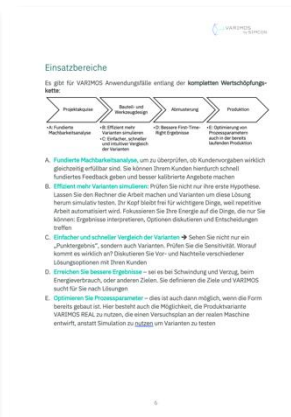 VARIMOS
by SIMCON
Einsatzbereiche
Es gibt für VARIMOS Anwendungsfälle entlang der kompletten Wertschöpfungs-
kette:
Projektakquise
Bauteil- und
Werkzeugdesign
Abmusterung
Produktion
•A: Fundierte
Machbarkeitsanalyse
•B: Effizient mehr
Varianten simulieren
•C: Einfacher, schneller
und intuitiver Vergleich
der Varianten
•D: Bessere First-Time-
Right Ergebnisse
•E: Optimierung von
Prozessparametern
auch in der bereits
laufenden Produktion
A. Fundierte Machbarkeitsanalyse, um zu überprüfen, ob Kundenvorgaben wirklich
gleichzeitig erfüllbar sind. Sie können Ihrem Kunden hierdurch schnell
fundiertes Feedback geben und besser kalibrierte Angebote machen
B. Effizient mehr Varianten simulieren: Prüfen Sie nicht nur Ihre erste Hypothese.
Lassen Sie den Rechner die Arbeit machen und Varianten um diese Lösung
herum simulativ testen. Ihr Kopf bleibt frei für wichtigere Dinge, weil repetitive
Arbeit automatisiert wird. Fokussieren Sie Ihre Energie auf die Dinge, die nur Sie
können: Ergebnisse interpretieren, Optionen diskutieren und Entscheidungen
treffen
C. Einfacher und schneller Vergleich der Varianten ➔ Sehen Sie nicht nur ein
„Punktergebnis“, sondern auch Varianten. Prüfen Sie die Sensitivität. Worauf
kommt es wirklich an? Diskutieren Sie Vor- und Nachteile verschiedener
Lösungsoptionen mit Ihren Kunden
D. Erreichen Sie bessere Ergebnisse – sei es bei Schwindung und Verzug, beim
Energieverbrauch, oder anderen Zielen. Sie definieren die Ziele und VARIMOS
sucht für Sie nach Lösungen
E. Optimieren Sie Prozessparameter – dies ist auch dann möglich, wenn die Form
bereits gebaut ist. Hier besteht auch die Möglichkeit, die Produktvariante
VARIMOS REAL zu nutzen, die einen Versuchsplan an der realen Maschine
entwirft, anstatt Simulation zu nutzen um Varianten zu testen
6